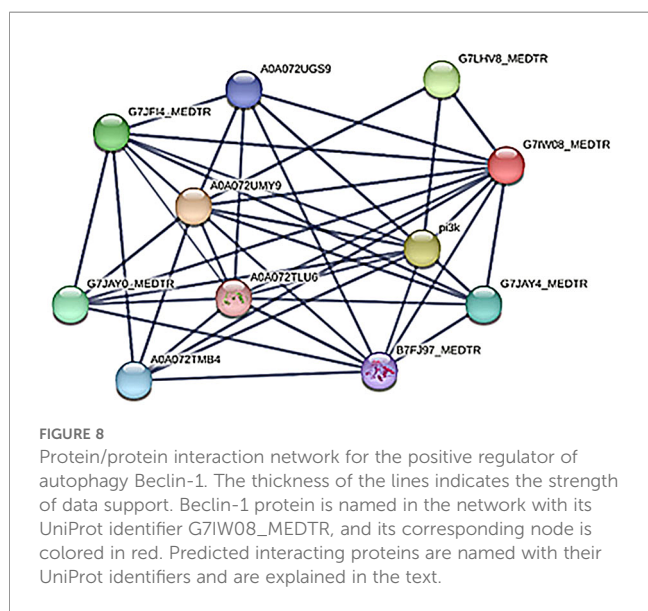 A0A072UGS9
G7LHV8_MEDTR
G7JFI4_MEDTR
G7IW08_MEDTR
A0A072UMY9
pi3k
A0A072TLU6
G7JAY0_MEDTR
G7JAY4_MEDTR
A0A072TMB4
B7FJ97_MEDTR
FIGURE 8
Protein/protein interaction network for the positive regulator of
autophagy Beclin-1. The thickness of the lines indicates the strength
of data support. Beclin-1 protein is named in the network with its
UniProt identifier G7IW08_MEDTR, and its corresponding node is
colored in red. Predicted interacting proteins are named with their
UniProt identifiers and are explained in the text.